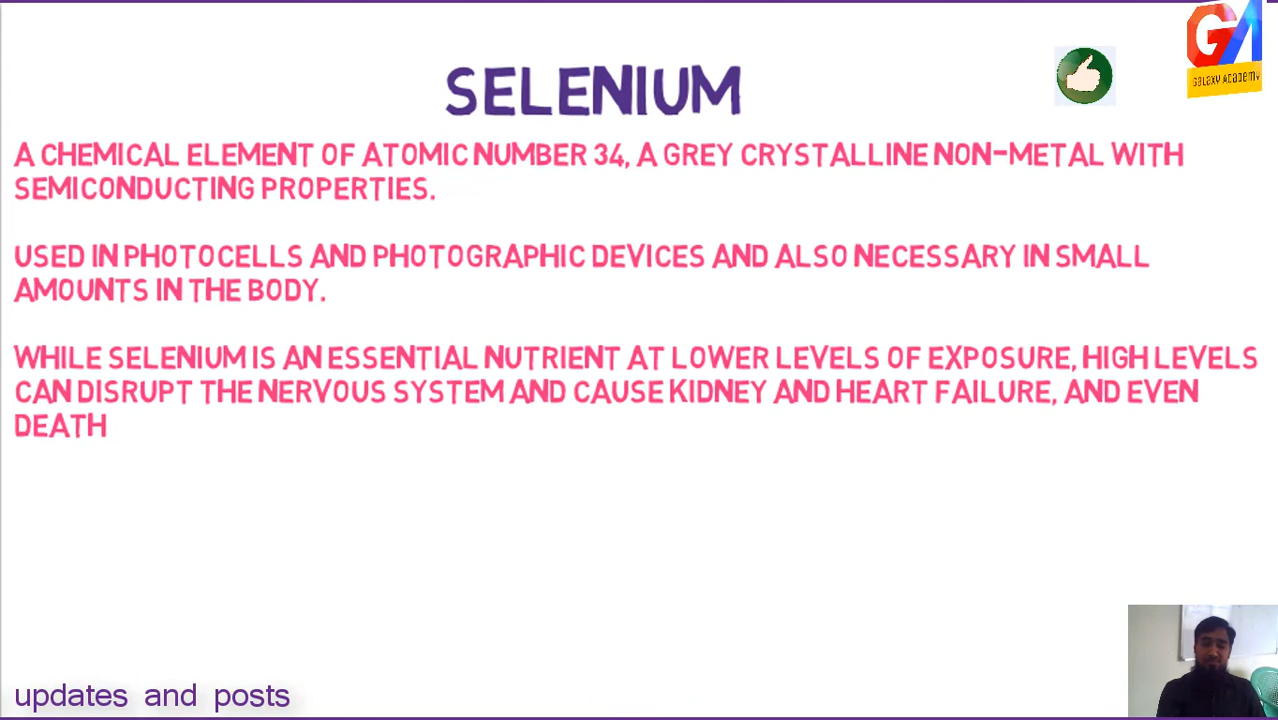 GA
GALAXY ACADEMY
SELENIUM
A CHEMICAL ELEMENT OF ATOMIC NUMBER 34, A GREY CRYSTALLINE NON-METAL WITH
SEMICONDUCTING PROPERTIES.
USED IN PHOTOCELLS AND PHOTOGRAPHIC DEVICES AND ALSO NECESSARY IN SMALL
AMOUNTS IN THE BODY.
WHILE SELENIUM IS AN ESSENTIAL NUTRIENT AT LOWER LEVELS OF EXPOSURE, HIGH LEVELS
CAN DISRUPT THE NERVOUS SYSTEM AND CAUSE KIDNEY AND HEART FAILURE, AND EVEN
DEATH
updates and posts